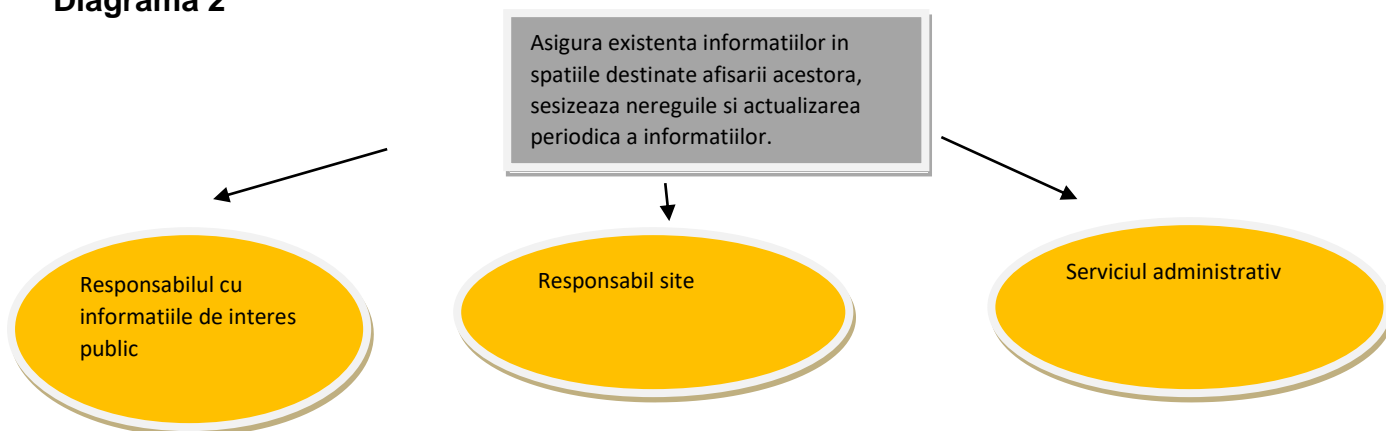 Diagrama 2
Asigura existenta informatiilor in
spatiile destinate afisarii acestora,
sesizeaza nereguile si actualizarea
periodica a informatiilor.
Responsabilul cu
informatiile de interes
public
Responsabil site
Serviciul administrativ